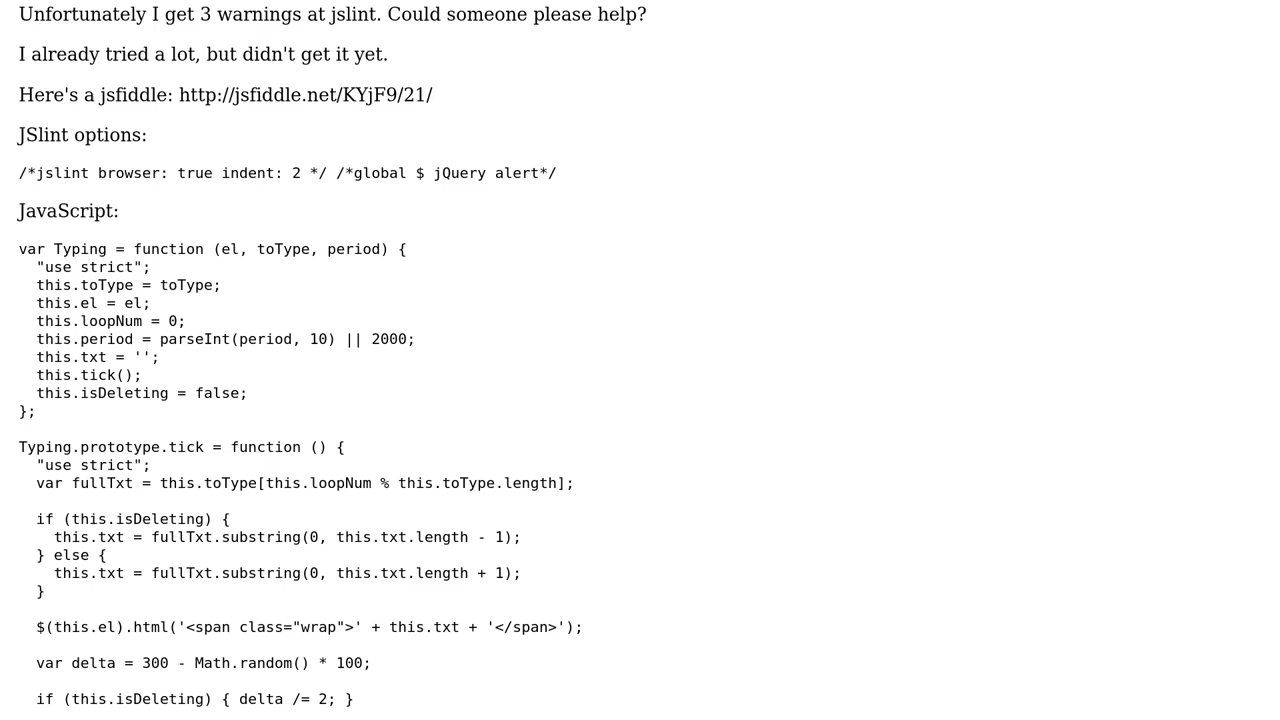 Unfortunately I get 3 warnings at jslint. Could someone please help?
I already tried a lot, but didn't get it yet.
Here's a jsfiddle: http://jsfiddle.net/KYjF9/21/
JSlint options:
/*jslint browser: true indent: 2 */ /*global $ jQuery alert*/
JavaScript:
var Typing = function (el, toType, period) {
  "use strict";
  this.toType = toType;
  this.el = el;
  this.loopNum = 0;
  this.period = parseInt(period, 10) || 2000;
  this.txt = '';
  this.tick();
  this.isDeleting = false;
};
Typing.prototype.tick = function () {
  "use strict";
  var fullTxt = this.toType[this.loopNum % this.toType.length];
  if (this.isDeleting) {
    this.txt = fullTxt.substring(0, this.txt.length - 1);
  } else {
    this.txt = fullTxt.substring(0, this.txt.length + 1);
  }
  $(this.el).html('<span class="wrap">' + this.txt + '</span>');
  var delta = 300 - Math.random() * 100;
  if (this.isDeleting) { delta /= 2; }